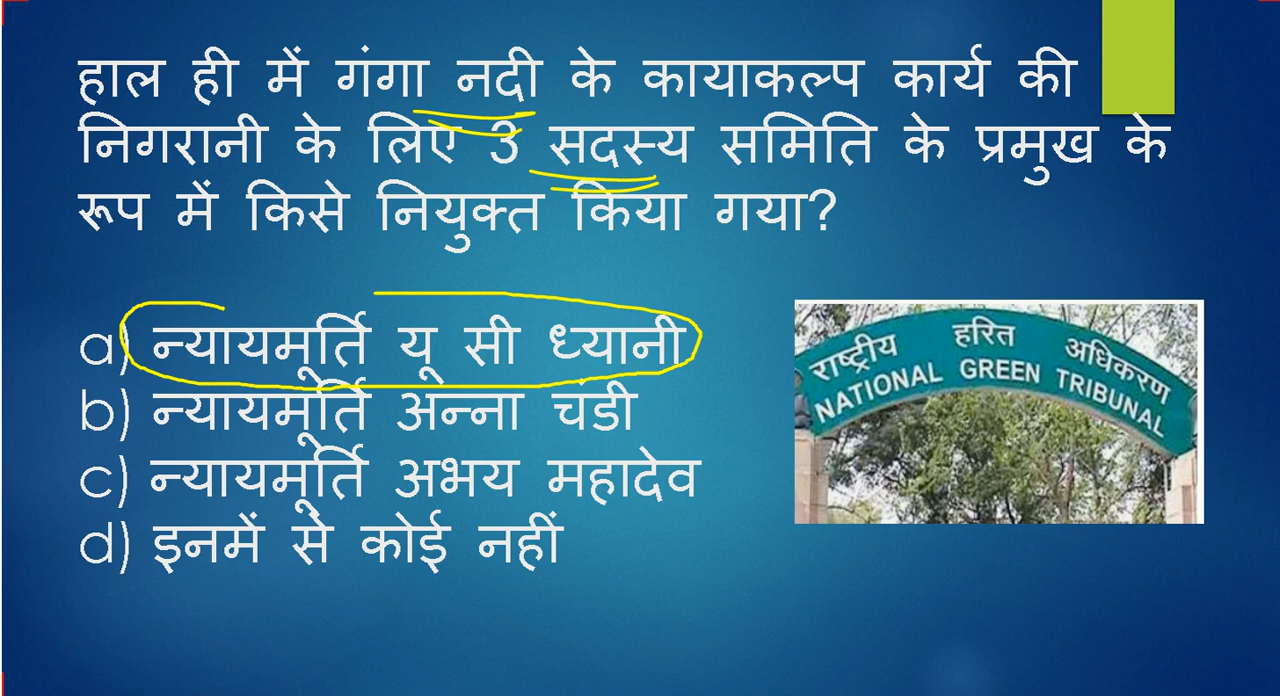 हाल ही में गंगा नदी के कायाकल्प कार्य की
निगरानी के लिए 3 सदस्य समिति के प्रमुख के
रूप में किसे नियुक्त किया गया?
a) न्यायमूर्ति यू सी ध्यानी
b) न्यायमूर्ति अन्ना चंडी
c) न्यायमूर्ति अभय महादेव
d) इनमें से कोई नहीं
राष्ट्रीय हरित अधिकरण
NATIONAL GREEN TRIBUNAL